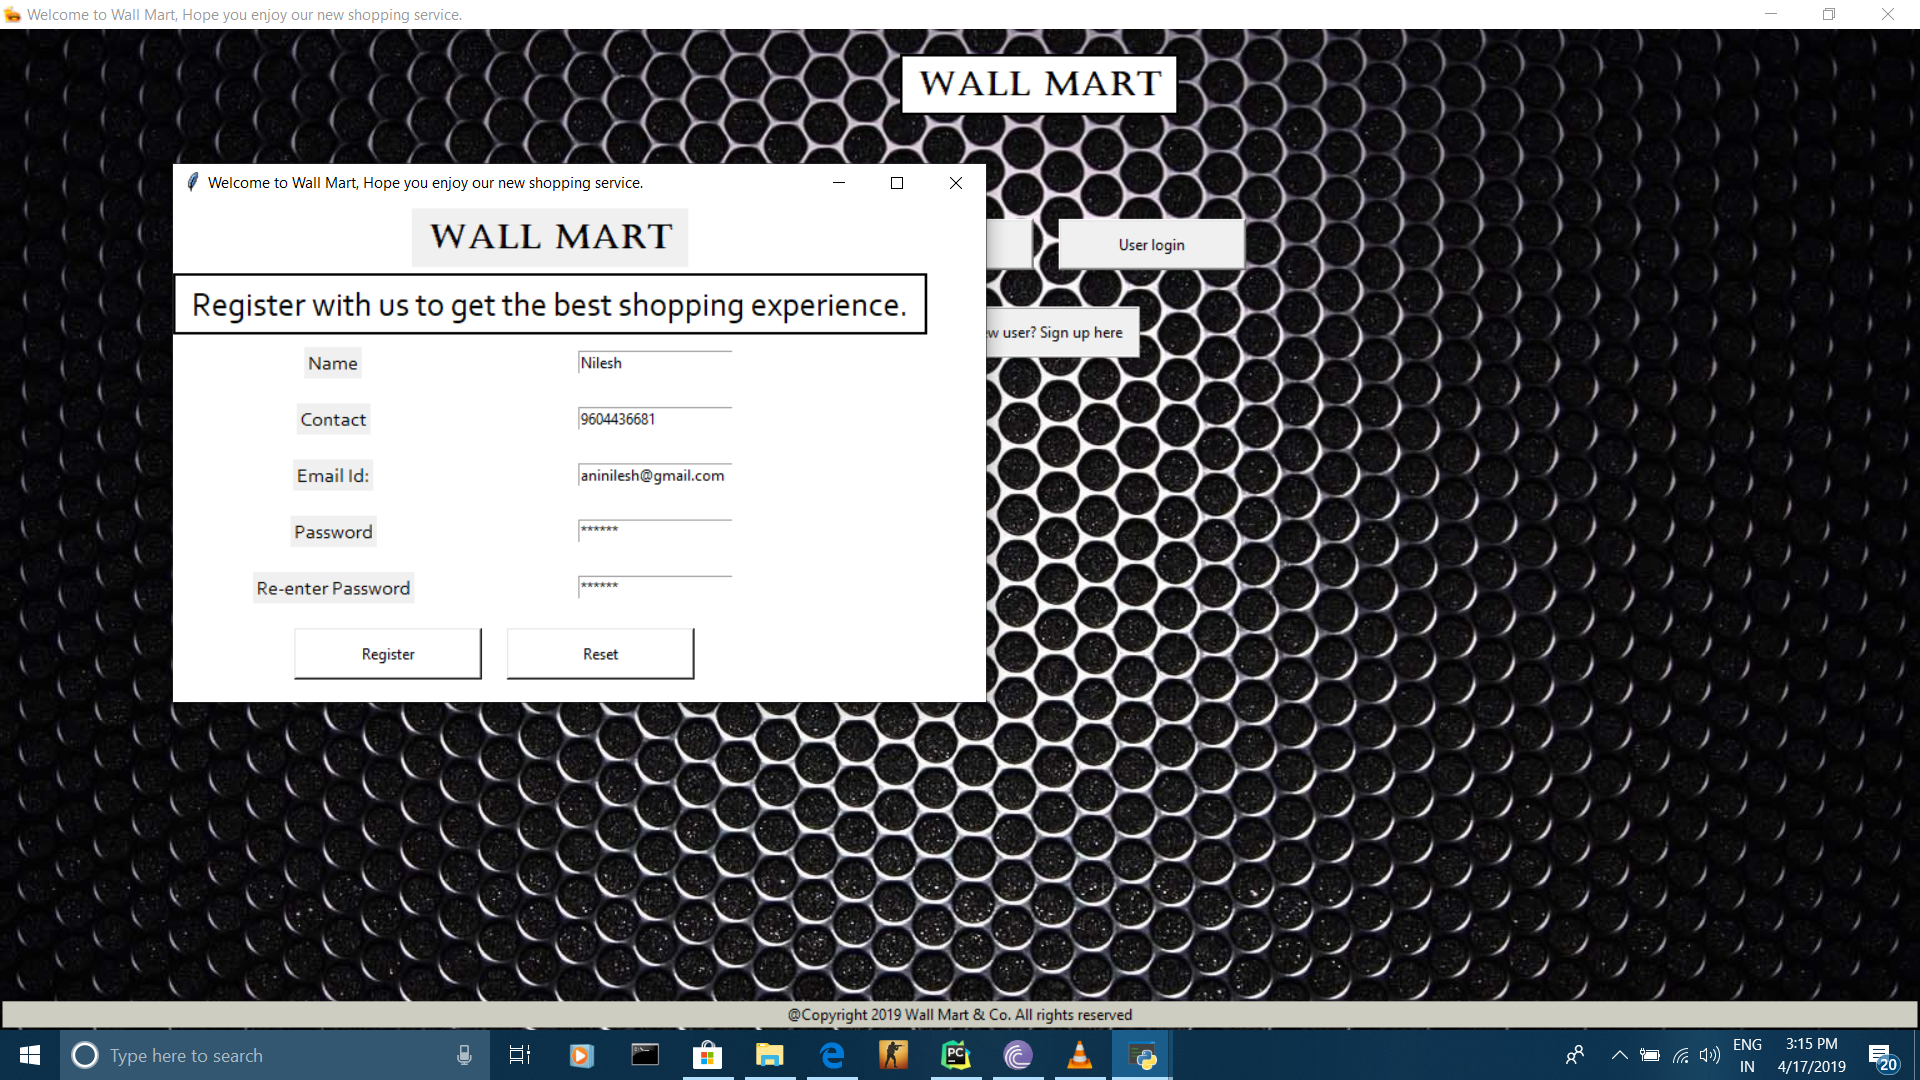 Welcome to Wall Mart, Hope you enjoy our new shopping service.
WALL MART
Welcome to Wall Mart, Hope you enjoy our new shopping service.
WALL MART
User login
Register with us to get the best shopping experience.
user? Sign up here
Name Nilesh
Contact 9604436681
Email Id: aninilesh@gmail.com
Password ******
Re-enter Password ******
Register Reset
@Copyright 2019 Wall Mart & Co. All rights reserved
Type here to search
PC
ENG
IN
3:15 PM
4/17/2019
20